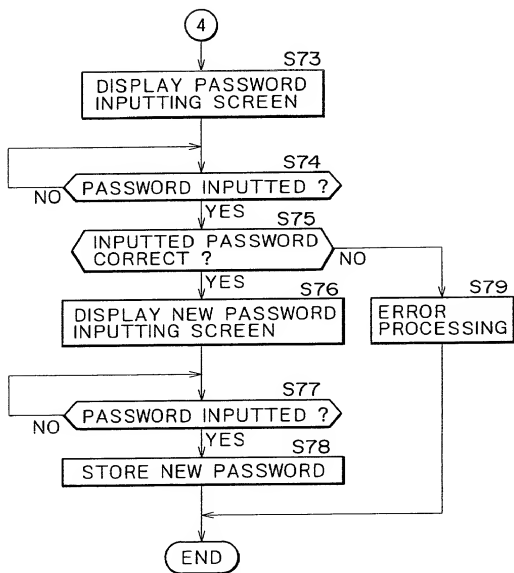 4
S73
DISPLAY PASSWORD
INPUTTING SCREEN
S74
PASSWORD INPUTTED ?
NO
YES
S75
INPUTTED PASSWORD
CORRECT ?
NO
YES
S76
DISPLAY NEW PASSWORD
INPUTTING SCREEN
S79
ERROR
PROCESSING
S77
PASSWORD INPUTTED ?
NO
YES
S78
STORE NEW PASSWORD
END